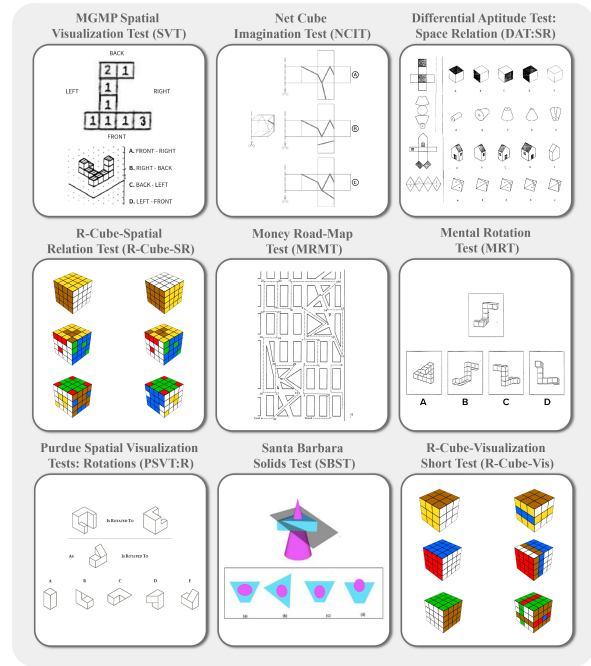 MGMP Spatial
Visualization Test (SVT)
Net Cube
Imagination Test (NCIT)
Differential Aptitude Test:
Space Relation (DAT:SR)
BACK
2 1
LEFT
1
RIGHT
1
1 1 1 3
FRONT
A. FRONT - RIGHT
B. RIGHT - BACK
C. BACK - LEFT
D. LEFT - FRONT
A
B
C
R-Cube-Spatial
Relation Test (R-Cube-SR)
Money Road-Map
Test (MRMT)
Mental Rotation
Test (MRT)
A B C D
Purdue Spatial Visualization
Tests: Rotations (PSVT:R)
Santa Barbara
Solids Test (SBST)
R-Cube-Visualization
Short Test (R-Cube-Vis)
IS ROTATED TO
AS
IS ROTATED TO
A B C D E
(a) (b) (c) (d)